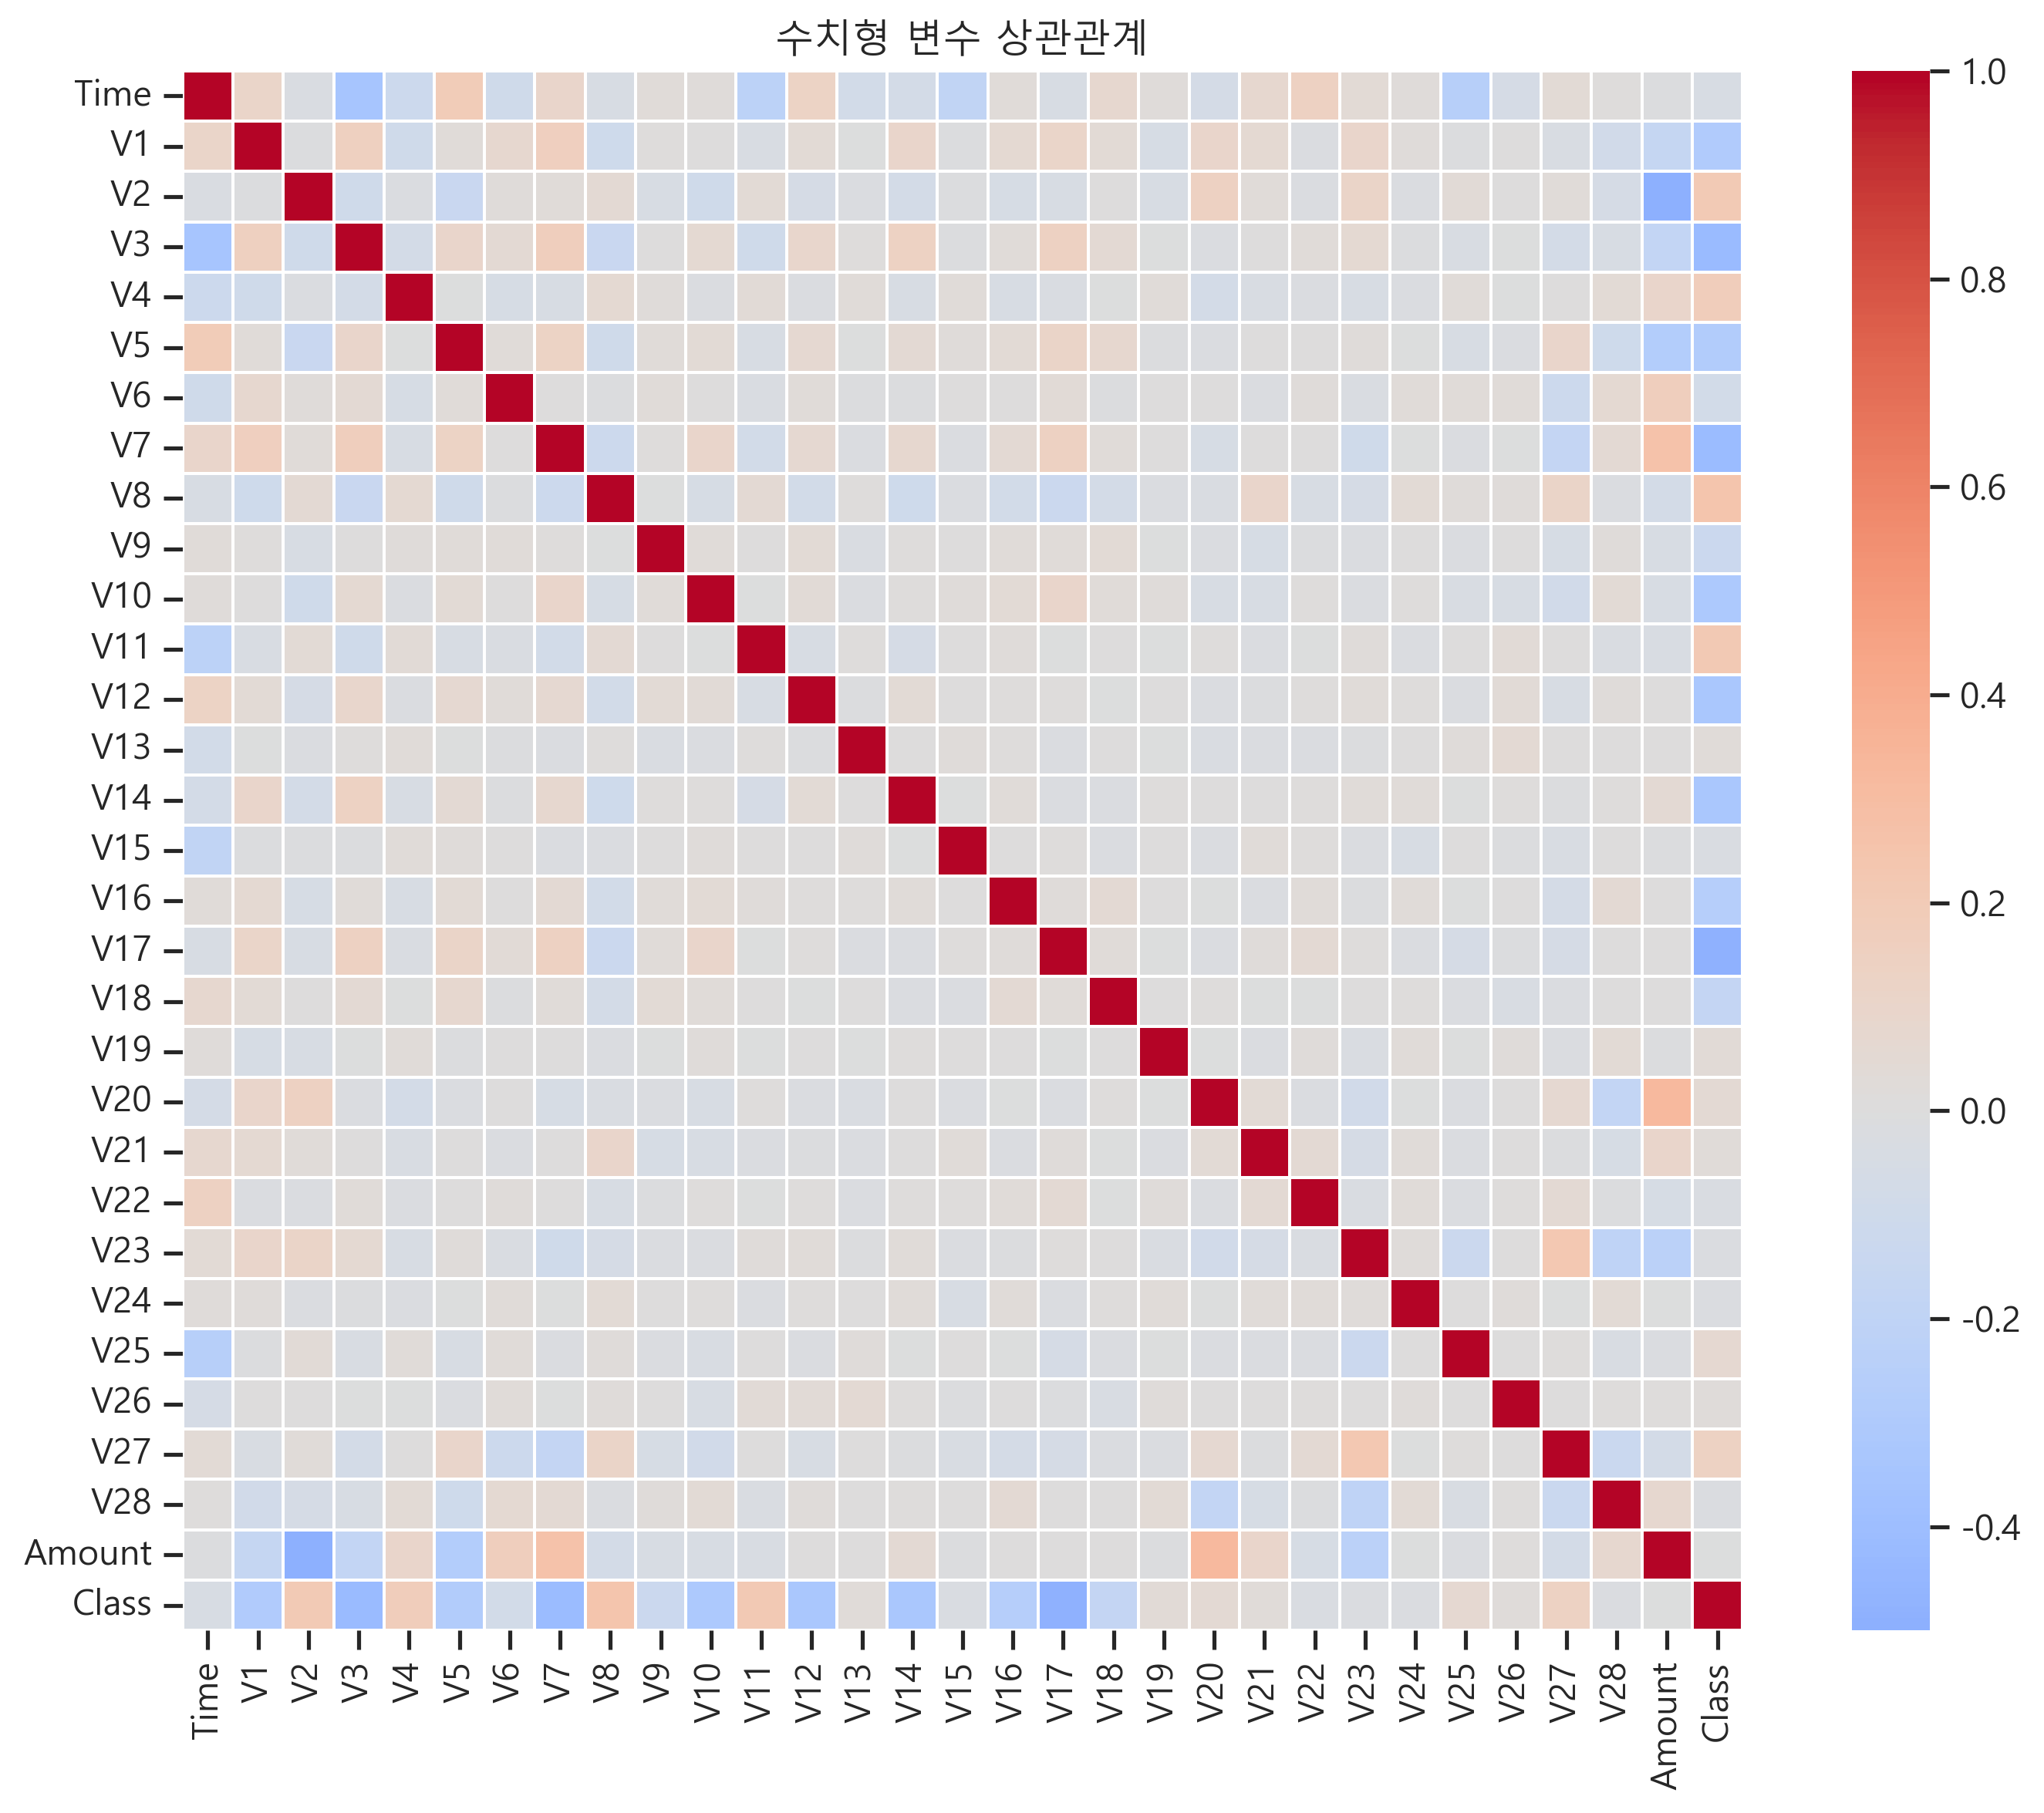 수치형 변수 상관관계
Time
V1
V2
V3
V4
V5
V6
V7
V8
V9
V10
V11
V12
V13
V14
V15
V16
V17
V18
V19
V20
V21
V22
V23
V24
V25
V26
V27
V28
Amount
Class
Time
V1
V2
V3
V4
V5
V6
V7
V8
V9
V10
V11
V12
V13
V14
V15
V16
V17
V18
V19
V20
V21
V22
V23
V24
V25
V26
V27
V28
Amount
Class
1.0
0.8
0.6
0.4
0.2
0.0
-0.2
-0.4